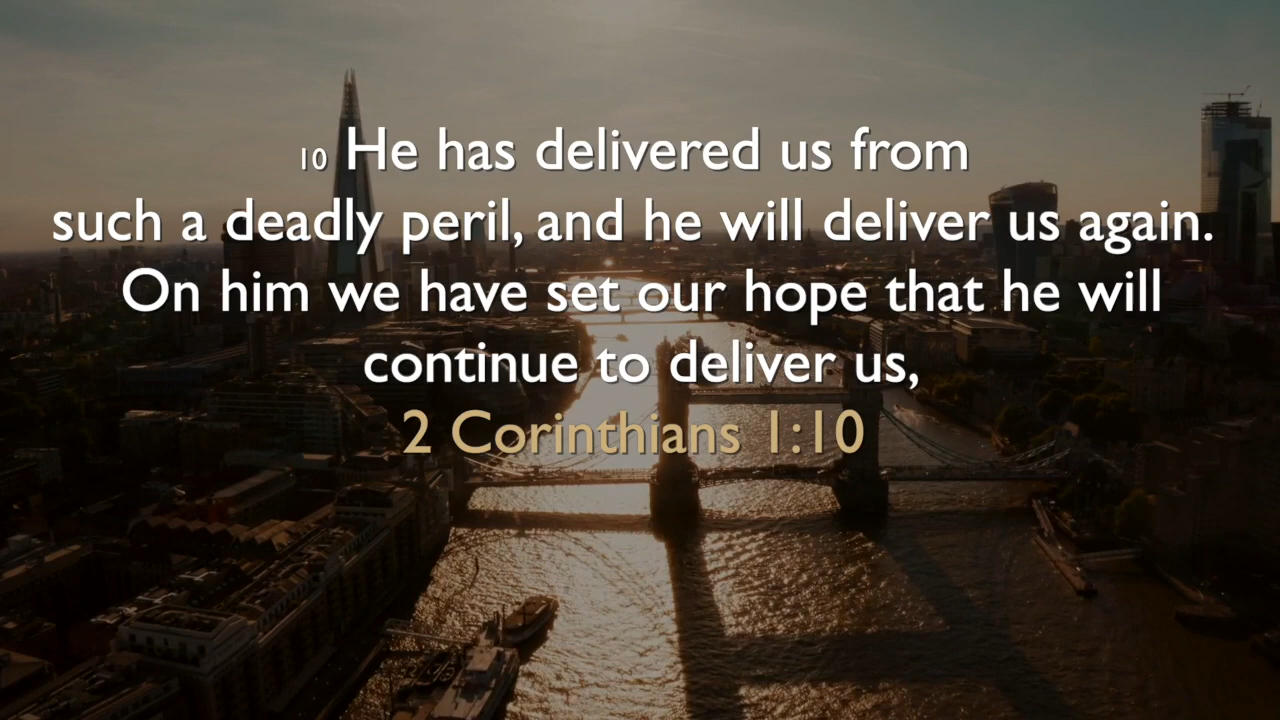 10 He has delivered us from
such a deadly peril, and he will deliver us again.
On him we have set our hope that he will
continue to deliver us,
2 Corinthians 1:10